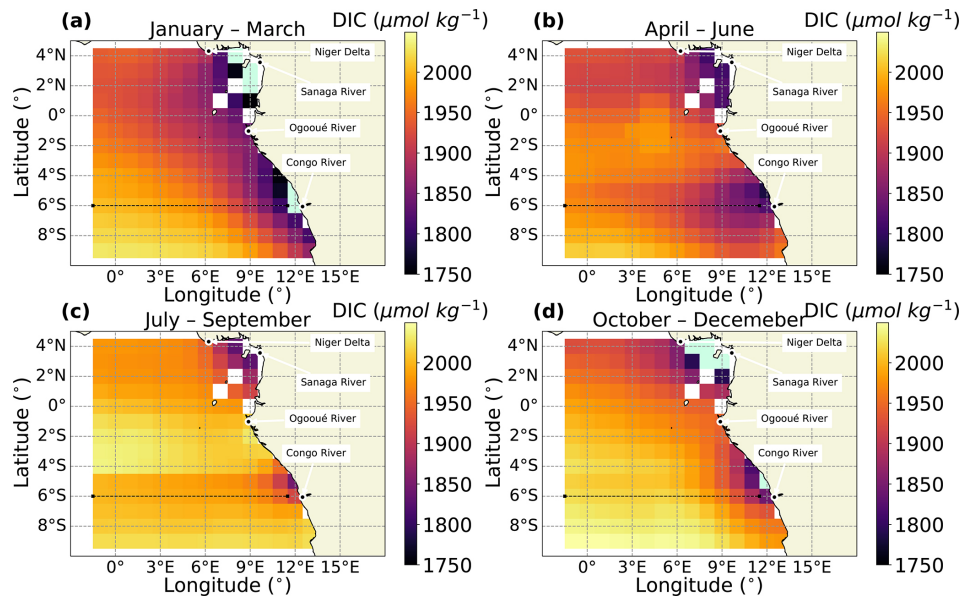 (a)
DIC (μmol kg⁻¹)
January – March
4°N
2°N
0°
2°S
4°S
6°S
8°S
Latitude (°)
0°
3°E
6°E
9°E
12°E
15°E
Longitude (°)
Niger Delta
Sanaga River
Ogooué River
Congo River
2000
1950
1900
1850
1800
1750
(b)
DIC (μmol kg⁻¹)
April – June
4°N
2°N
0°
2°S
4°S
6°S
8°S
Latitude (°)
0°
3°E
6°E
9°E
12°E
15°E
Longitude (°)
Niger Delta
Sanaga River
Ogooué River
Congo River
2000
1950
1900
1850
1800
1750
(c)
DIC (μmol kg⁻¹)
July – September
4°N
2°N
0°
2°S
4°S
6°S
8°S
Latitude (°)
0°
3°E
6°E
9°E
12°E
15°E
Longitude (°)
Niger Delta
Sanaga River
Ogooué River
Congo River
2000
1950
1900
1850
1800
1750
(d)
DIC (μmol kg⁻¹)
October – Decemeber
4°N
2°N
0°
2°S
4°S
6°S
8°S
Latitude (°)
0°
3°E
6°E
9°E
12°E
15°E
Longitude (°)
Niger Delta
Sanaga River
Ogooué River
Congo River
2000
1950
1900
1850
1800
1750